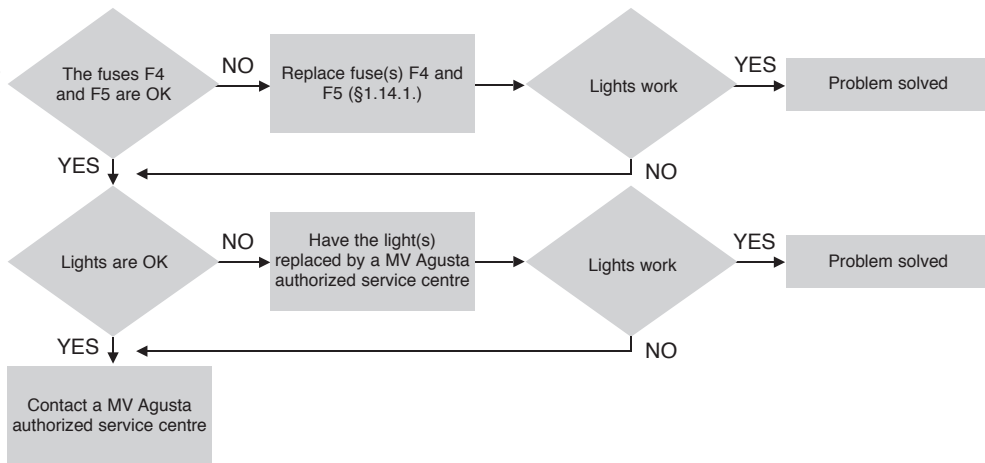 The fuses F4
and F5 are OK
NO
Replace fuse(s) F4 and
F5 (§1.14.1.)
Lights work
YES
Problem solved
YES
NO
Lights are OK
NO
Have the light(s)
replaced by a MV Agusta
authorized service centre
Lights work
YES
Problem solved
YES
NO
Contact a MV Agusta
authorized service centre